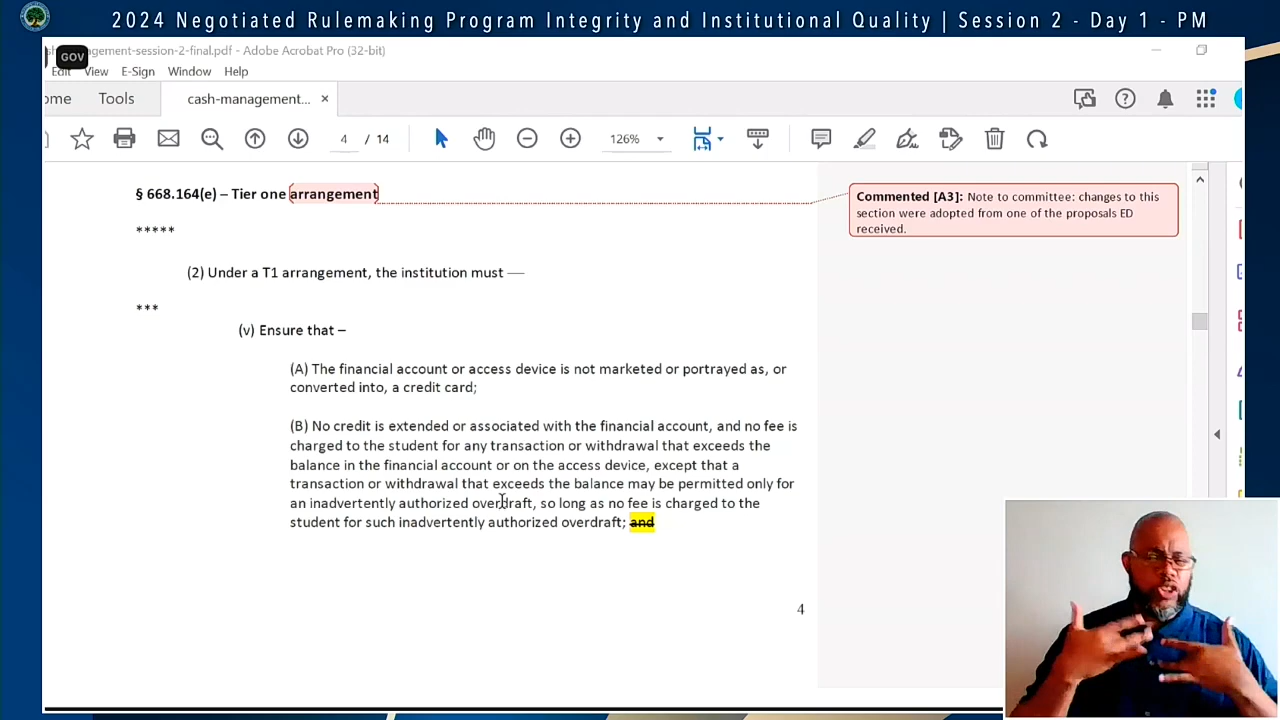 2024 Negotiated Rulemaking Program Integrity and Institutional Quality | Session 2 - Day 1 - PM
GOV
sh-management-session-2-final.pdf - Adobe Acrobat Pro (32-bit)
Edit View E-Sign Window Help
ome Tools cash-management... ×
4 / 14 126%
§ 668.164(e) – Tier one arrangement
Commented [A3]: Note to committee: changes to this
section were adopted from one of the proposals ED
received.
*****
(2) Under a T1 arrangement, the institution must —
***
(v) Ensure that –
(A) The financial account or access device is not marketed or portrayed as, or
converted into, a credit card;
(B) No credit is extended or associated with the financial account, and no fee is
charged to the student for any transaction or withdrawal that exceeds the
balance in the financial account or on the access device, except that a
transaction or withdrawal that exceeds the balance may be permitted only for
an inadvertently authorized overdraft, so long as no fee is charged to the
student for such inadvertently authorized overdraft; and
4